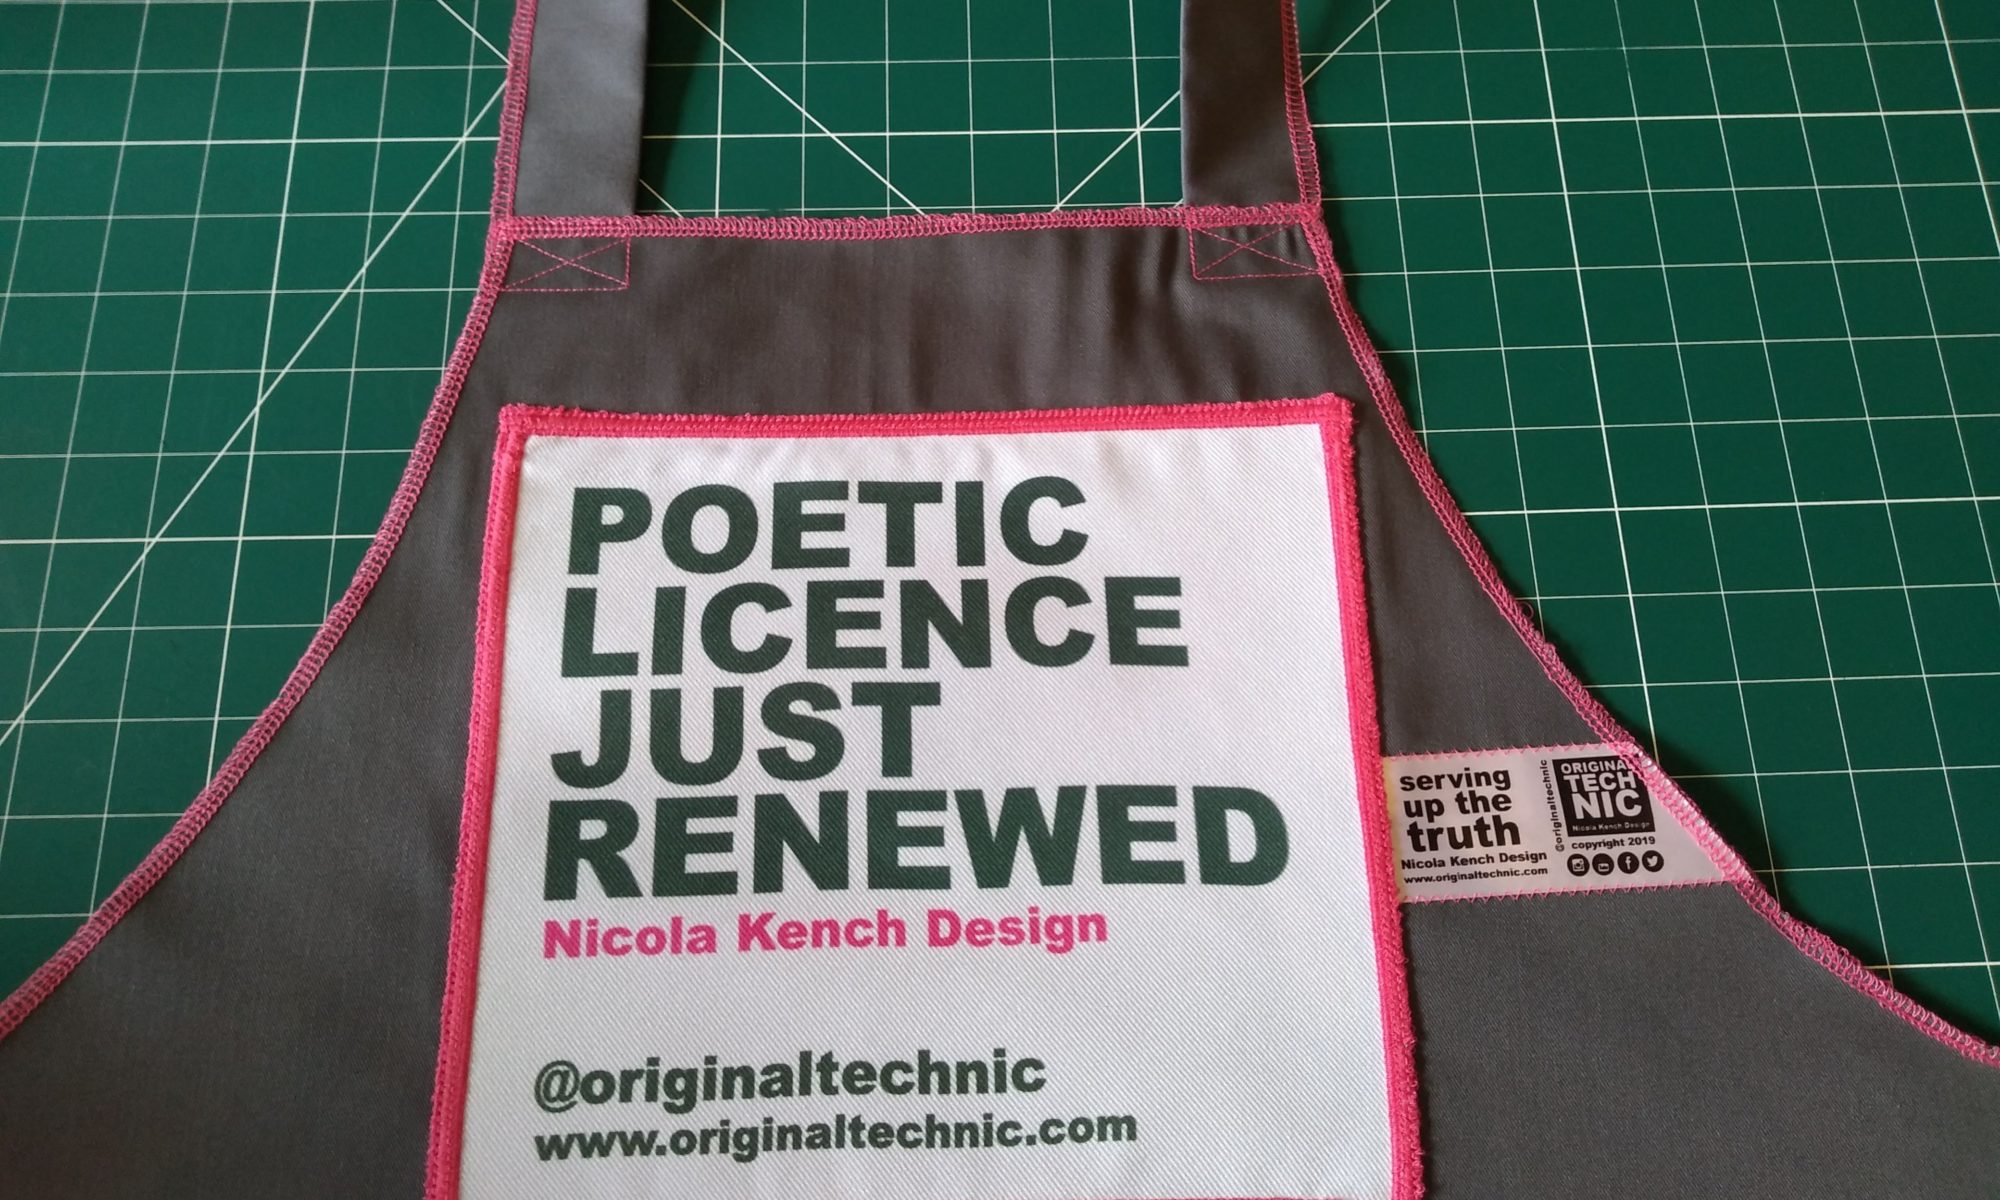 POETIC
LICENCE
JUST
RENEWED
Nicola Kench Design
@originaltechnic
www.originaltechnic.com
serving
up the
truth
Nicola Kench Design
www.originaltechnic.com
@originaltechnic
ORIGINAL
TECH
NIC
Nicola Kench Design
copyright 2019